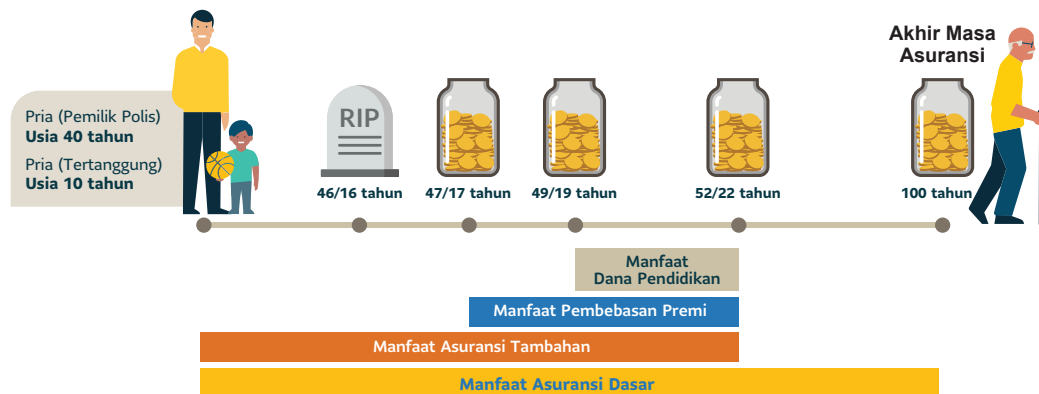 Akhir Masa
Asuransi
Pria (Pemilik Polis)
Usia 40 tahun
Pria (Tertanggung)
Usia 10 tahun
RIP
46/16 tahun
47/17 tahun
49/19 tahun
52/22 tahun
100 tahun
Manfaat
Dana Pendidikan
Manfaat Pembebasan Premi
Manfaat Asuransi Tambahan
Manfaat Asuransi Dasar